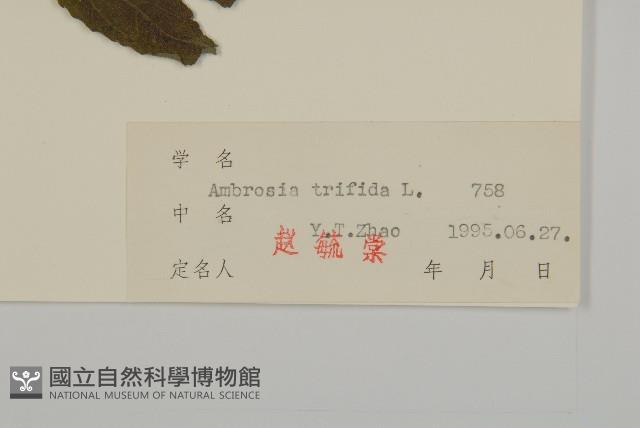 学 名
Ambrosia trifida L. 758
中 名
Y.T.Zhao 1995.06.27.
赵毓棠
定名人 年 月 日
國立自然科學博物館
NATIONAL MUSEUM OF NATURAL SCIENCE